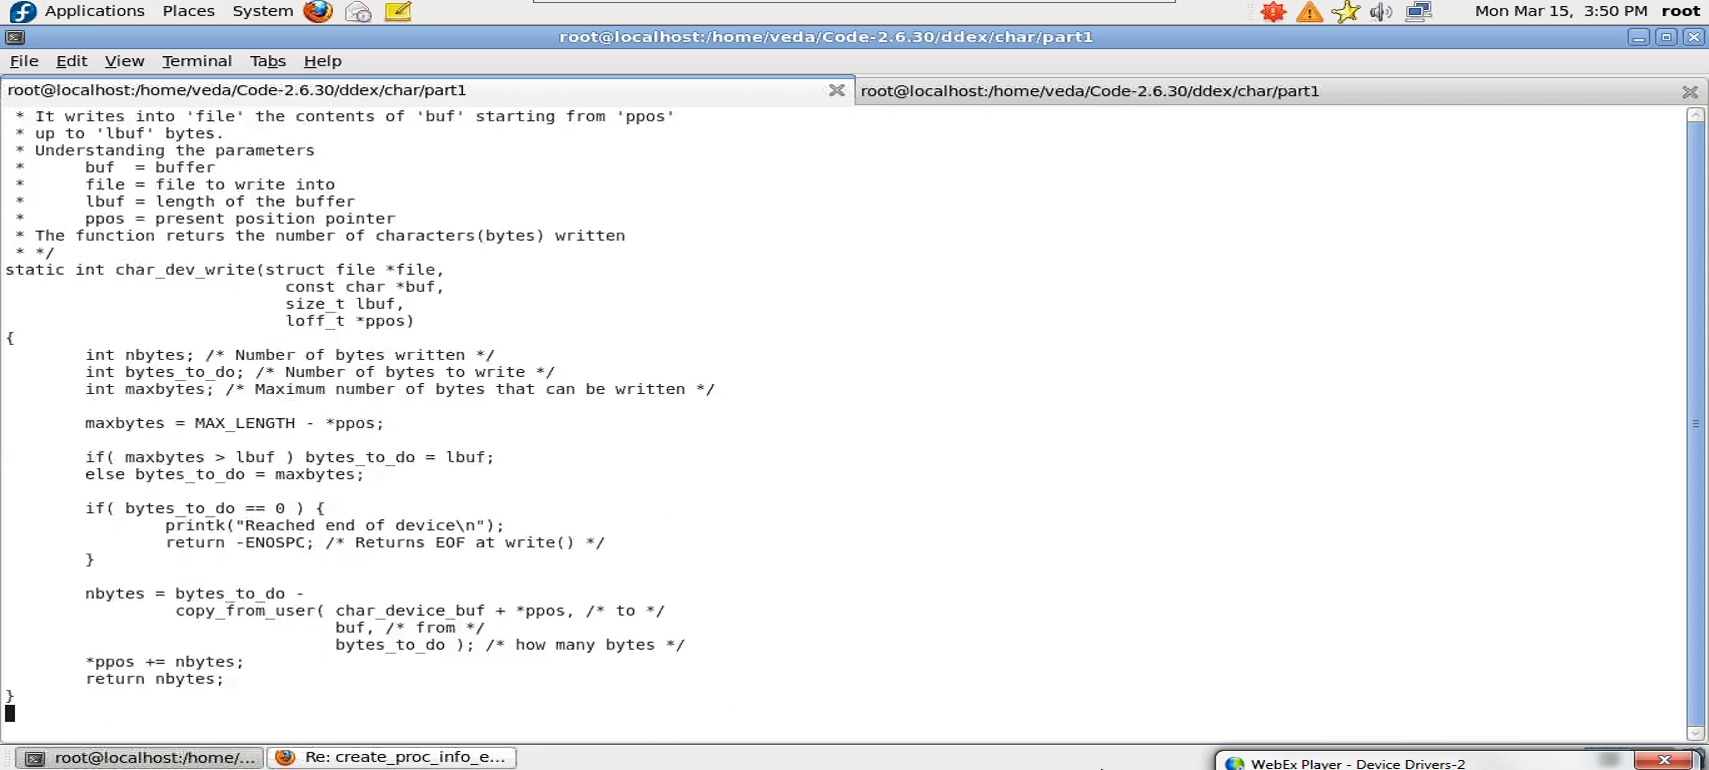 Applications Places System Mon Mar 15, 3:50 PM root
root@localhost:/home/veda/Code-2.6.30/ddex/char/part1
File Edit View Terminal Tabs Help
root@localhost:/home/veda/Code-2.6.30/ddex/char/part1 root@localhost:/home/veda/Code-2.6.30/ddex/char/part1
* It writes into 'file' the contents of 'buf' starting from 'ppos'
* up to 'lbuf' bytes.
* Understanding the parameters
* buf = buffer
* file = file to write into
* lbuf = length of the buffer
* ppos = present position pointer
* The function returs the number of characters(bytes) written
* */
static int char_dev_write(struct file *file,
const char *buf,
size_t lbuf,
loff_t *ppos)
{
int nbytes; /* Number of bytes written */
int bytes_to_do; /* Number of bytes to write */
int maxbytes; /* Maximum number of bytes that can be written */
maxbytes = MAX_LENGTH - *ppos;
if( maxbytes > lbuf ) bytes_to_do = lbuf;
else bytes_to_do = maxbytes;
if( bytes_to_do == 0 ) {
printk("Reached end of device\n");
return -ENOSPC; /* Returns EOF at write() */
}
nbytes = bytes_to_do -
copy_from_user( char_device_buf + *ppos, /* to */
buf, /* from */
bytes_to_do ); /* how many bytes */
*ppos += nbytes;
return nbytes;
}
root@localhost:/home/... Re: create_proc_info_e... WebEx Player - Device Drivers-2